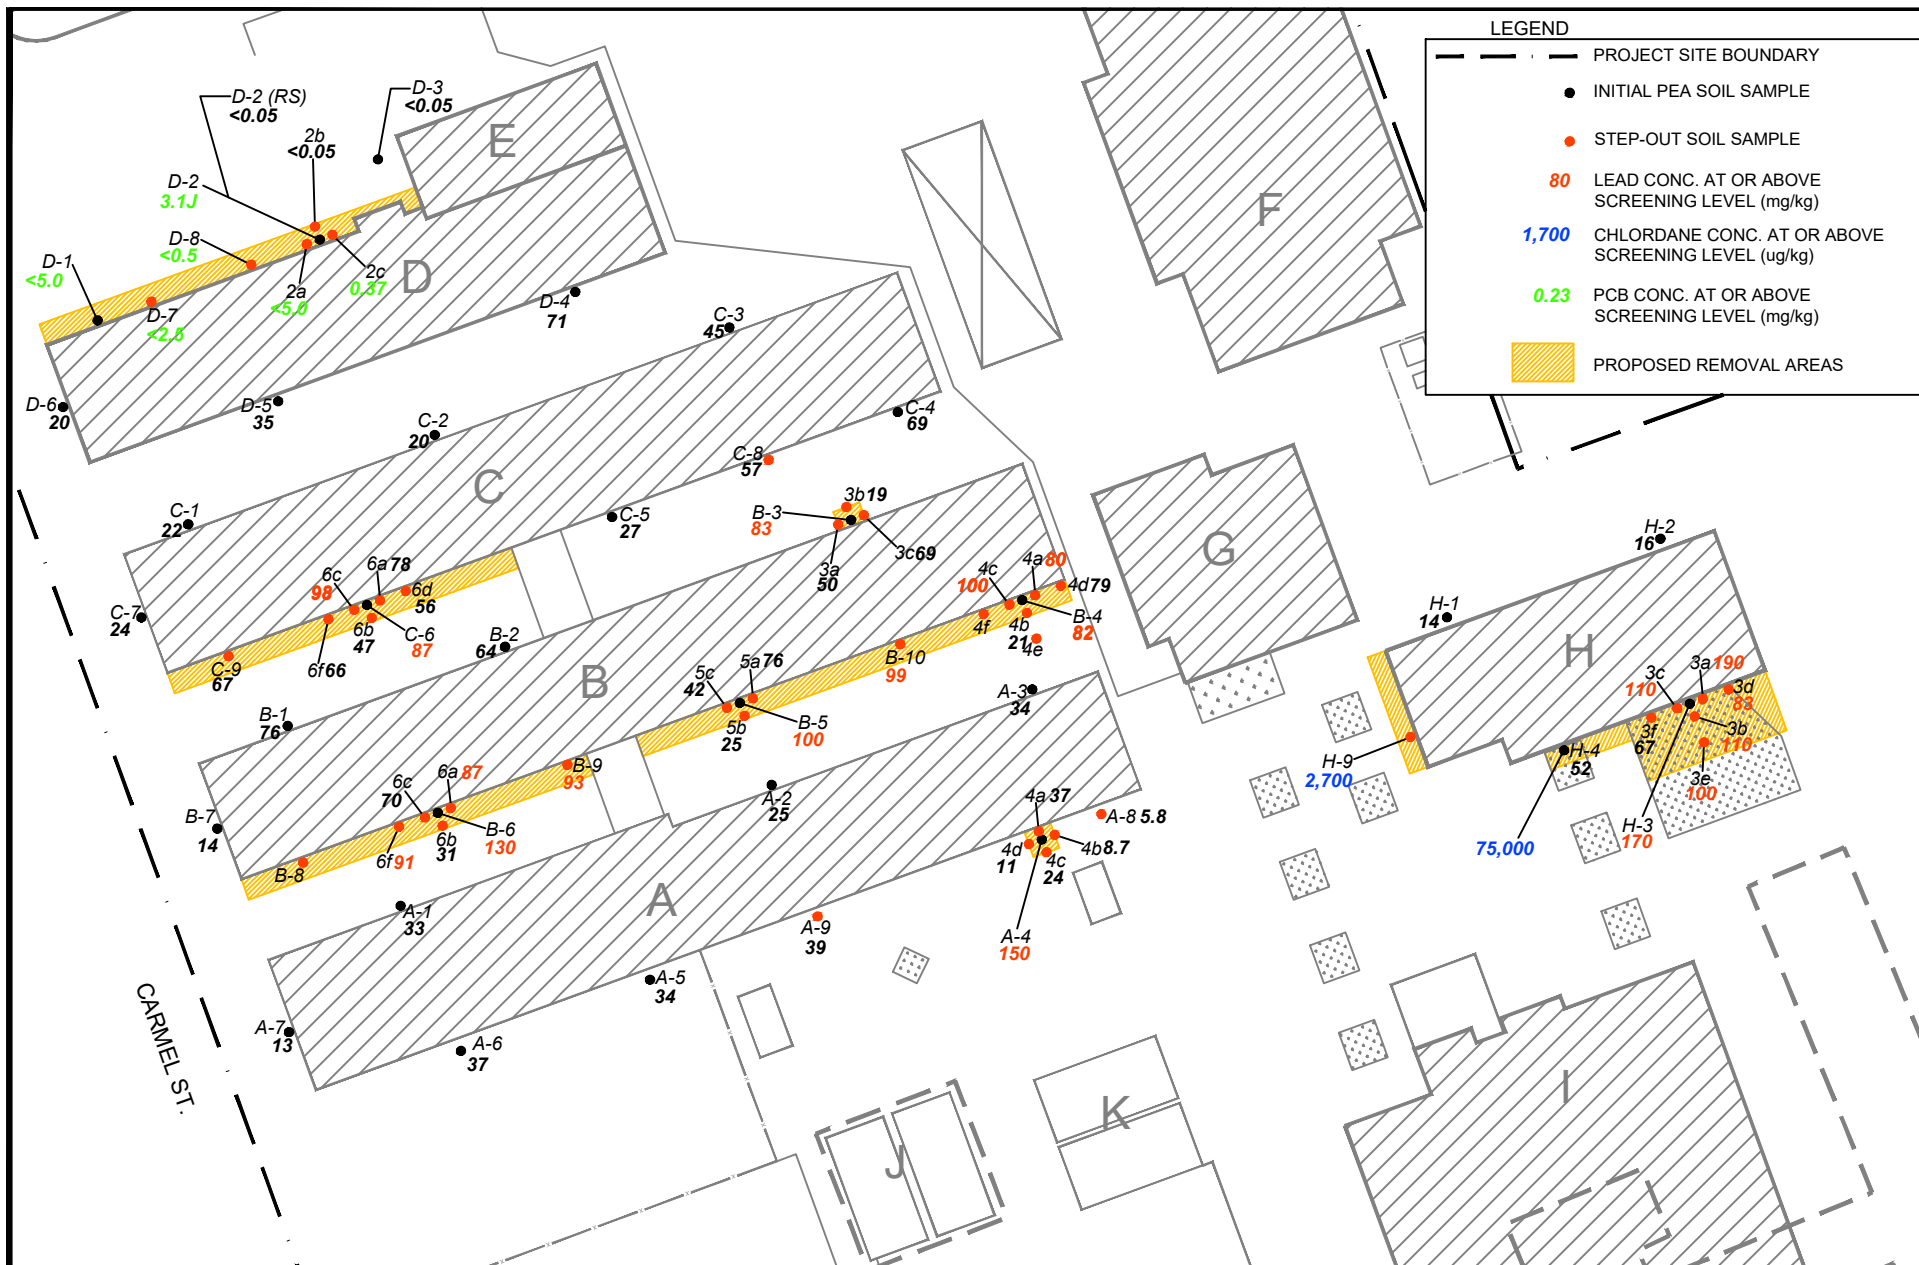 LEGEND
PROJECT SITE BOUNDARY
INITIAL PEA SOIL SAMPLE
STEP-OUT SOIL SAMPLE
80 LEAD CONC. AT OR ABOVE
SCREENING LEVEL (mg/kg)
1,700 CHLORDANE CONC. AT OR ABOVE
SCREENING LEVEL (ug/kg)
0.23 PCB CONC. AT OR ABOVE
SCREENING LEVEL (mg/kg)
PROPOSED REMOVAL AREAS
D-2 (RS)
<0.05
D-3
<0.05
2b
<0.05
D-2
3.1J
D-8
<0.5
D-1
<5.0
2a
<5.0
2c
0.37
D-7
<2.5
D-4
71
D-6
20
D-5
35
E
D
F
C-3
45
C-2
20
C-4
69
C-8
57
C-1
22
C-5
27
C
C-7
24
6c
98
6a 78
6d
56
6b
47
C-6
87
6f 66
C-9
67
3b 19
B-3
83
3c 69
3a
50
4c
100
4a 80
4d 79
B-4
82
4b
21
4f
4e
B-10
99
B-2
64
B-1
76
B
5c
42
5a 76
5b
25
B-5
100
B-9
93
6c
70
6a 87
B-6
130
6b
31
6f 91
B-8
B-7
14
A-3
34
A-2
25
A-1
33
A
4a 37
A-8 5.8
4b 8.7
4d
11
4c
24
A-4
150
A-9
39
A-5
34
A-6
37
A-7
13
G
H-2
16
H-1
14
H
3c
110
3a 190
3d
83
3b
110
3f
67
3e
100
H-4
52
H-9
2,700
H-3
170
75,000
CARMEL ST.
J
K
I